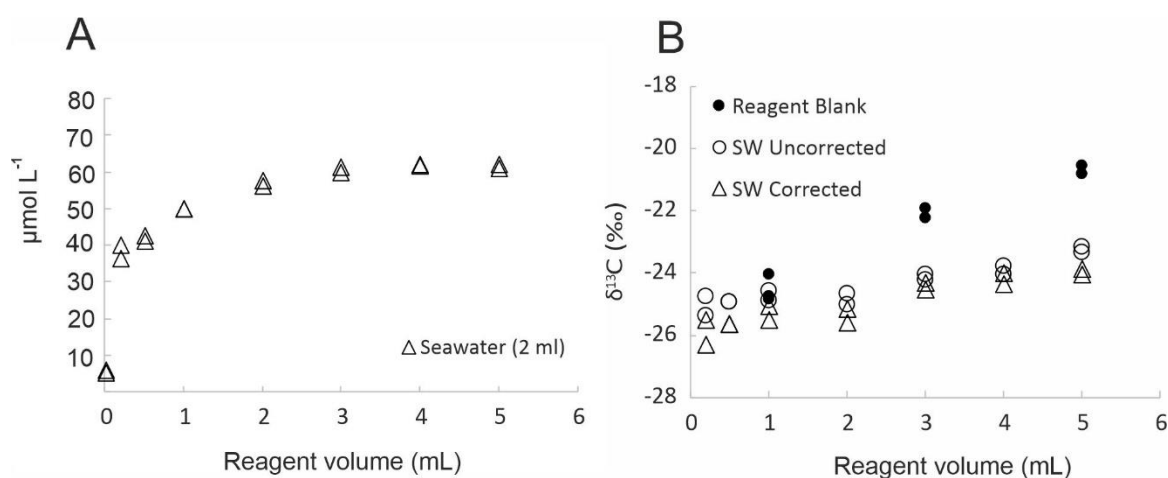 A
µmol L⁻¹
80
70
60
50
40
30
20
10
Seawater (2 ml)
0 1 2 3 4 5 6
Reagent volume (mL)
B
δ¹³C (‰)
-18
-20
-22
-24
-26
-28
Reagent Blank
SW Uncorrected
SW Corrected
0 1 2 3 4 5 6
Reagent volume (mL)